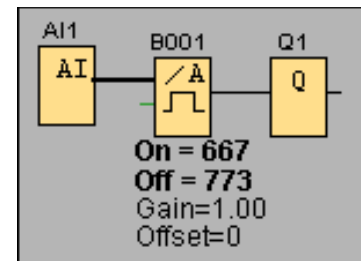 AI1
B001
Q1
AI
/A
Q
On = 667
Off = 773
Gain=1.00
Offset=0